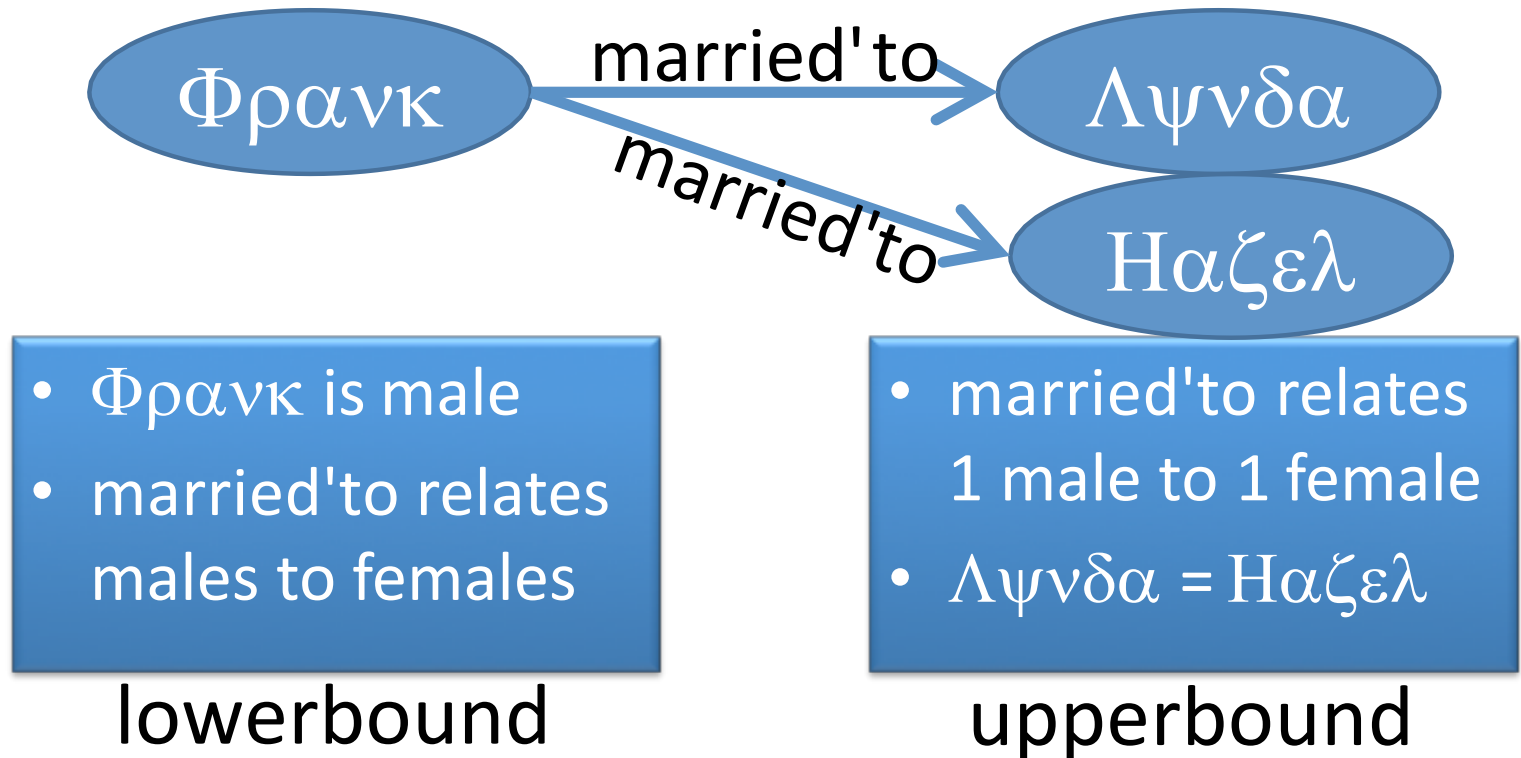 Φρανκ
married' to
Λψνδα
married'to
Ηαζελ
• Φρανκ is male
• married'to relates
males to females
lowerbound
• married'to relates
1 male to 1 female
• Λψνδα = Ηαζελ
upperbound